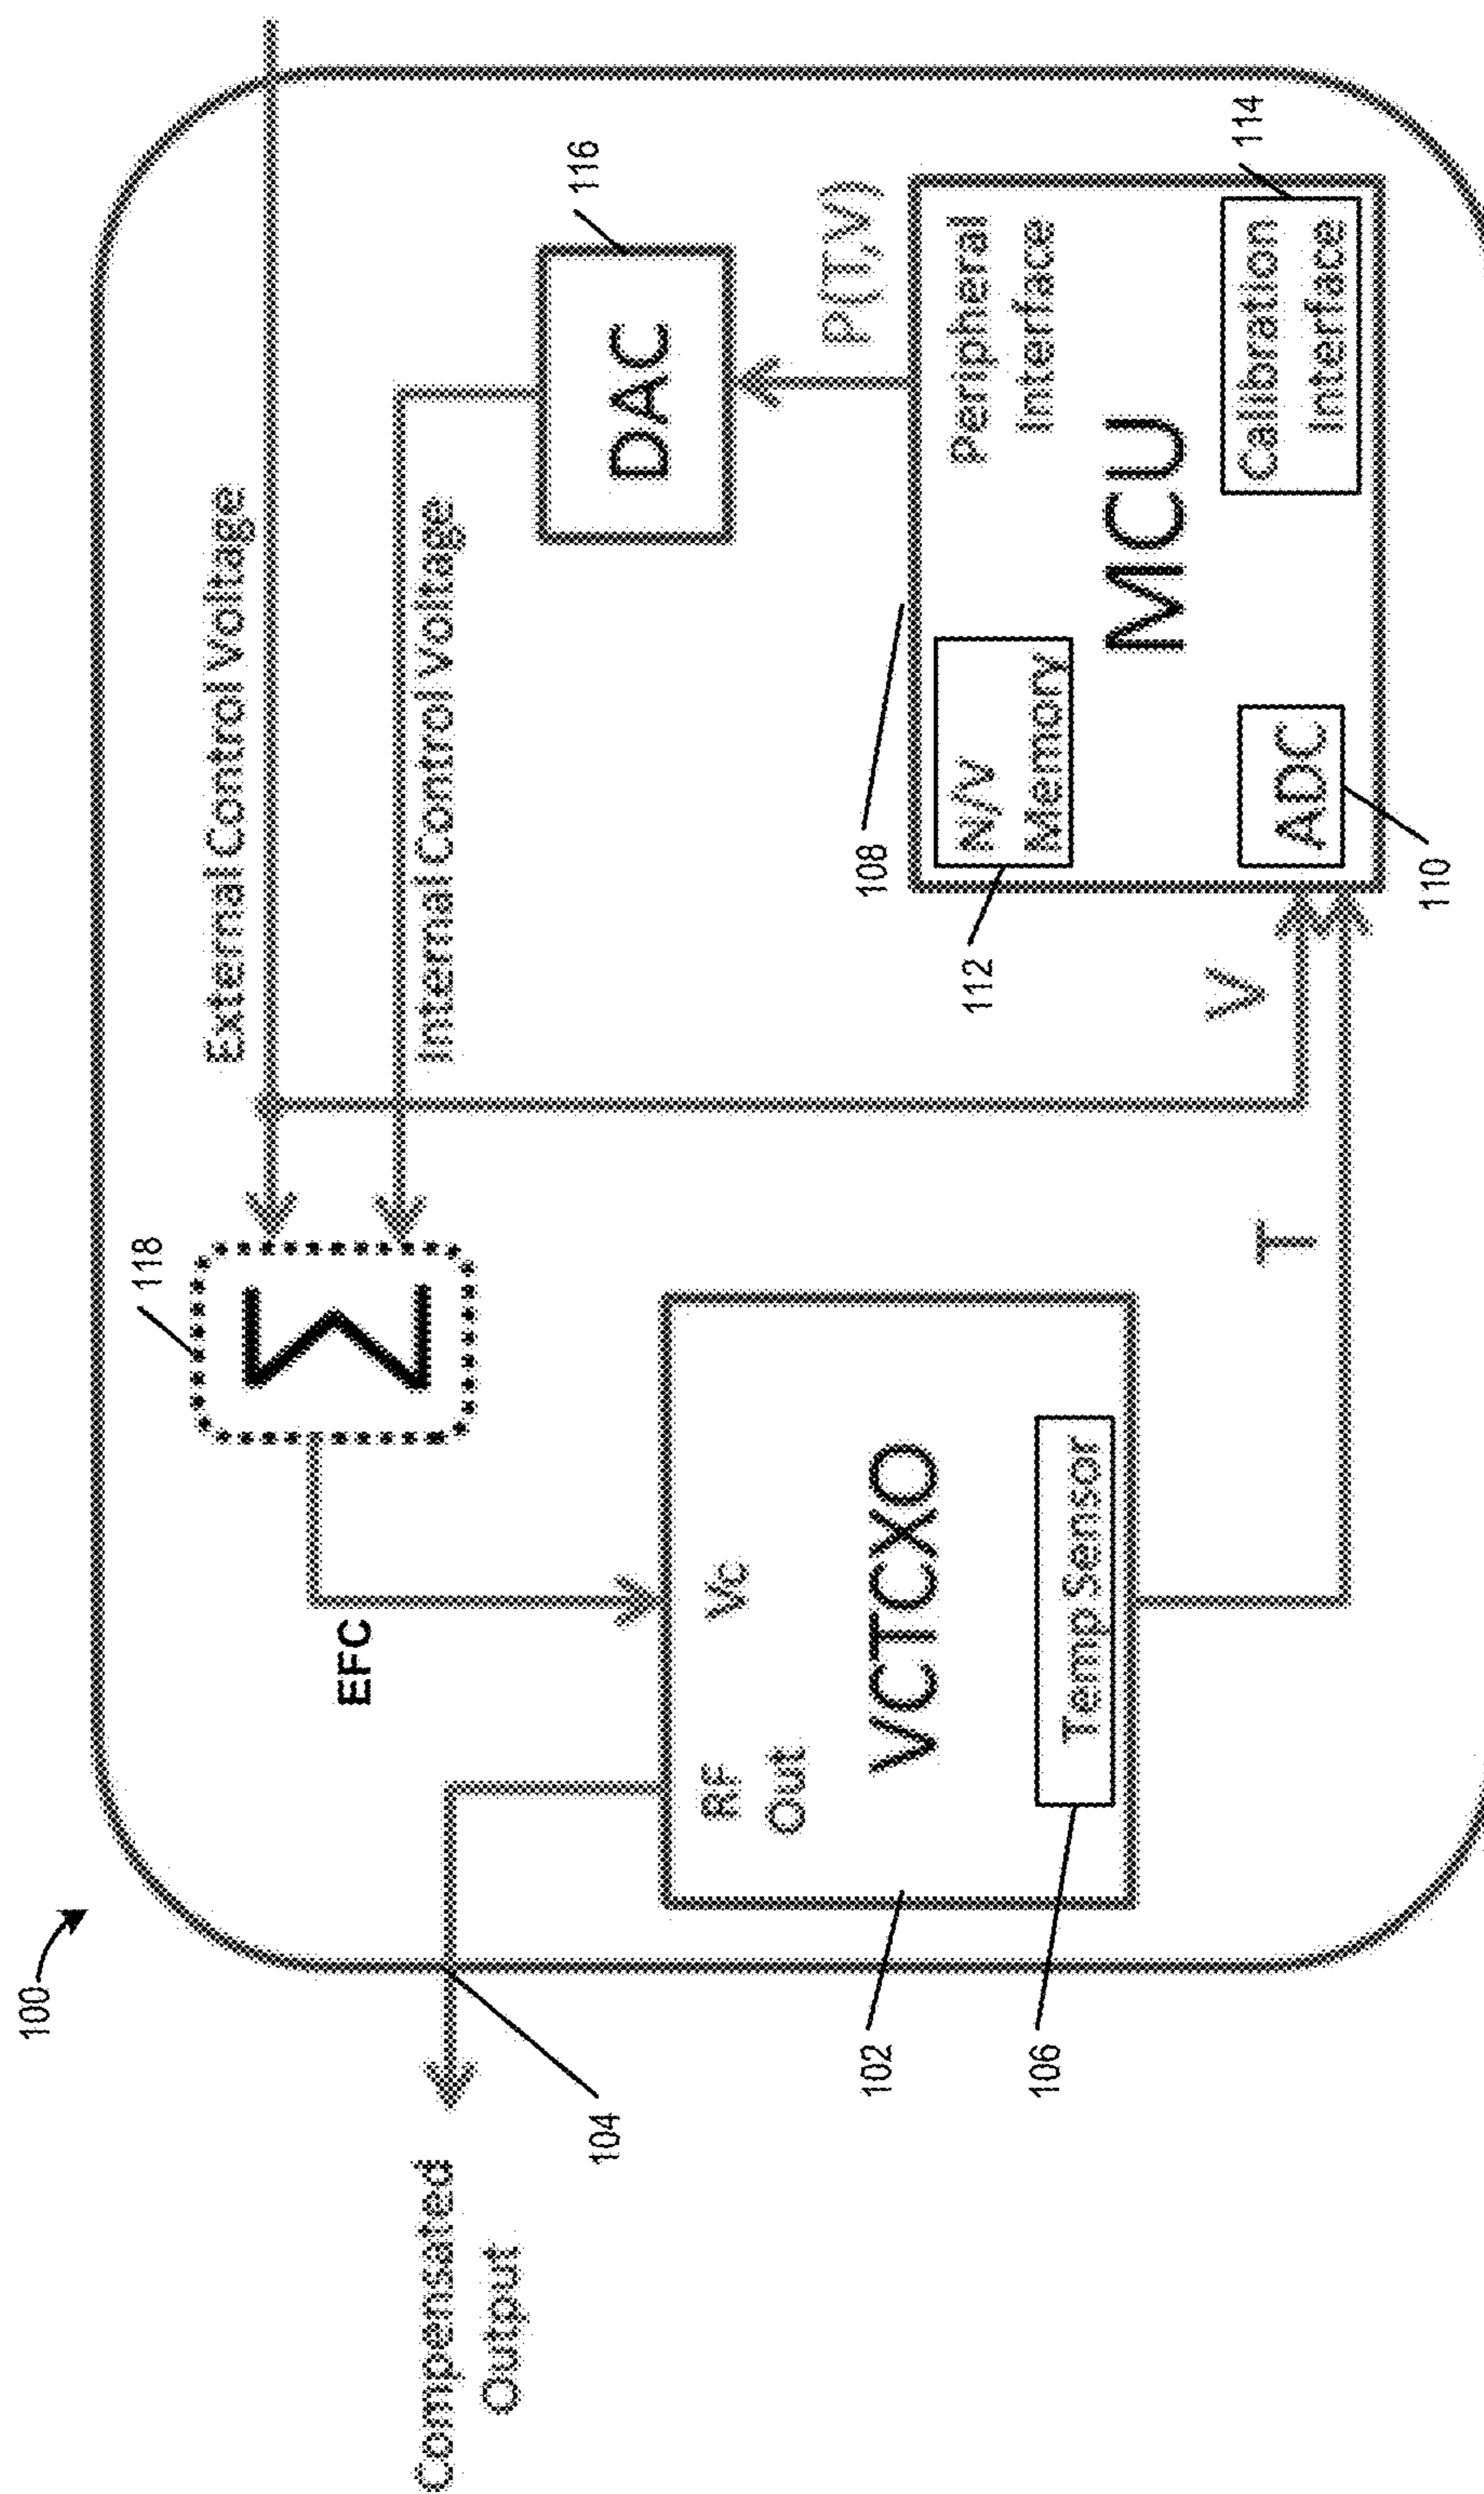 100
118
External Control Voltage
Internal Control Voltage
EFC
116
DAC
P(T,V)
Compensated
Output
104
RF
Out
Vc
VCTCXO
Temp Sensor
102
106
T
V
108
112
N/V
Memory
Peripheral
Interface
MCU
ADC
110
Calibration
Interface
114
Σ